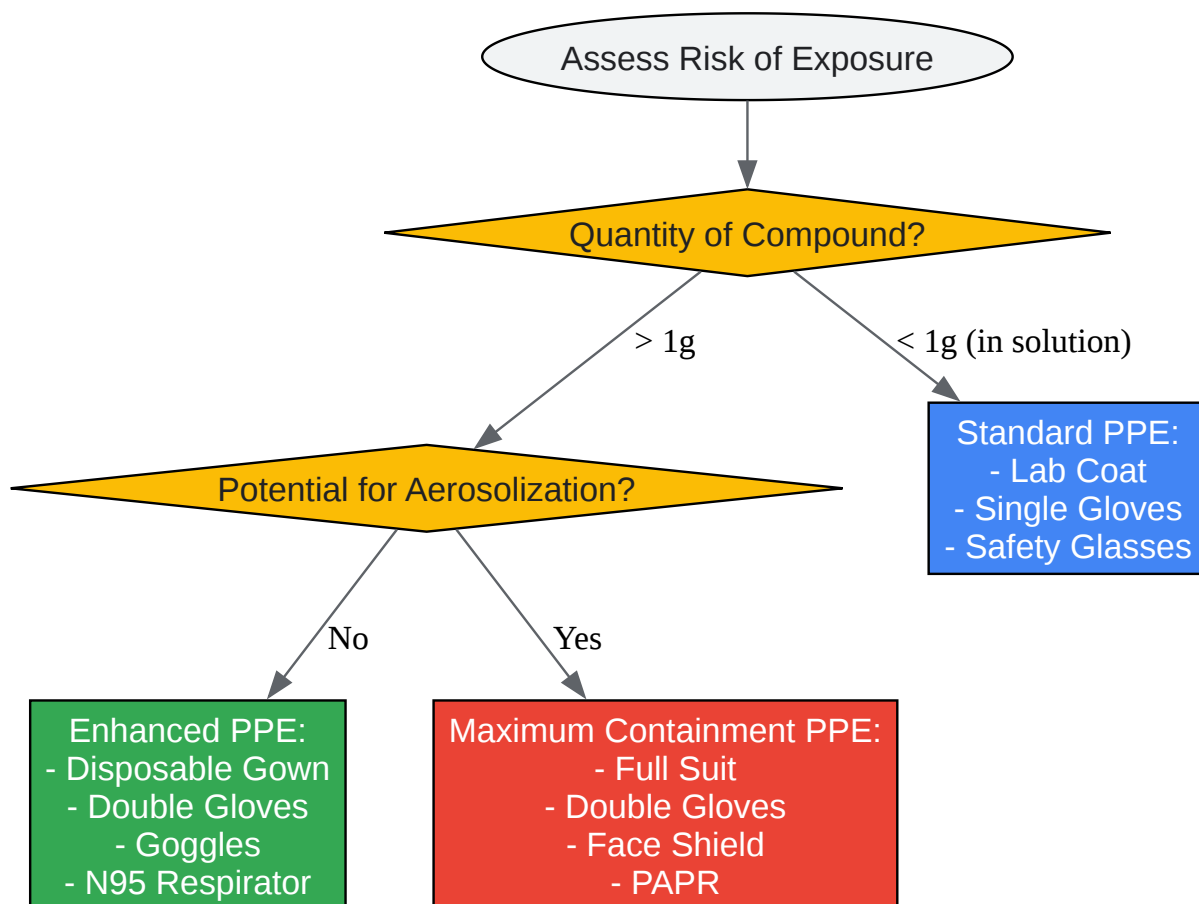 Assess Risk of Exposure
Quantity of Compound?
> 1g
< 1g (in solution)
Potential for Aerosolization?
Standard PPE:
- Lab Coat
- Single Gloves
- Safety Glasses
No
Yes
Enhanced PPE:
- Disposable Gown
- Double Gloves
- Goggles
- N95 Respirator
Maximum Containment PPE:
- Full Suit
- Double Gloves
- Face Shield
- PAPR